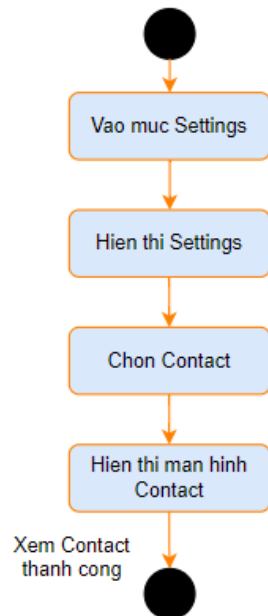 Vao muc Settings
Hien thi Settings
Chon Contact
Hien thi man hinh
Contact
Xem Contact
thanh cong